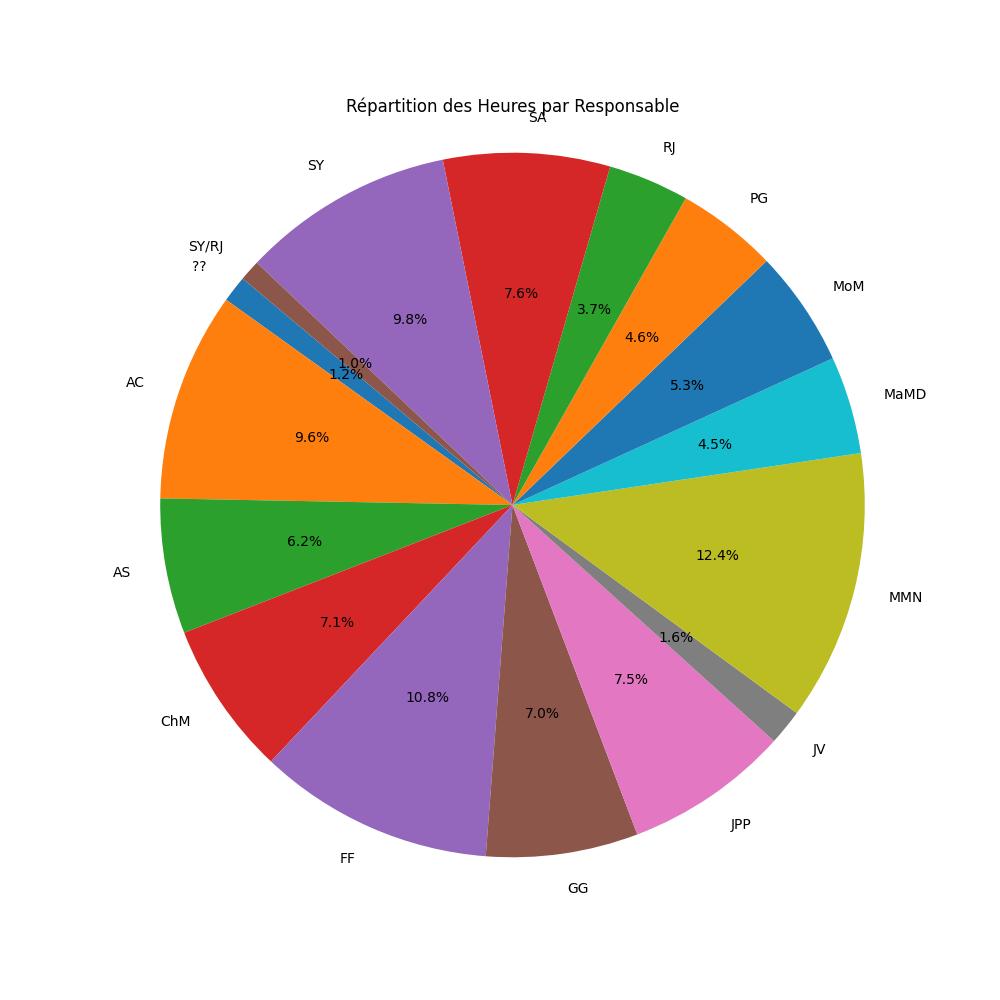 Répartition des Heures par Responsable
SA
RJ
SY
PG
SY/RJ
??
MoM
7.6%
3.7%
9.8%
4.6%
1.0%
1.2%
AC
5.3%
MaMD
9.6%
4.5%
6.2%
12.4%
AS
MMN
7.1%
1.6%
7.5%
10.8%
7.0%
ChM
JV
JPP
FF
GG